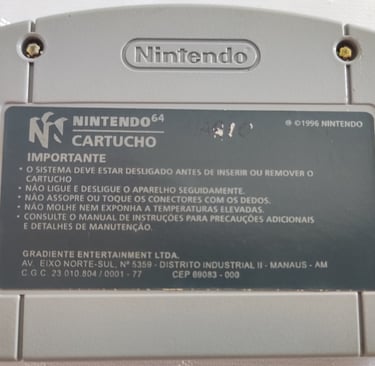 Nintendo
NINTENDO 64
CARTUCHO
® ©1996 NINTENDO
IMPORTANTE
• O SISTEMA DEVE ESTAR DESLIGADO ANTES DE INSERIR OU REMOVER O
CARTUCHO
• NÃO LIGUE E DESLIGUE O APARELHO SEGUIDAMENTE.
• NÃO ASSOPRE OU TOQUE OS CONECTORES COM OS DEDOS.
• NÃO MOLHE NEM EXPONHA A TEMPERATURAS ELEVADAS.
• CONSULTE O MANUAL DE INSTRUÇÕES PARA PRECAUÇÕES ADICIONAIS
E DETALHES DE MANUTENÇÃO.
GRADIENTE ENTERTAINMENT LTDA.
AV. EIXO NORTE-SUL, Nº 5359 - DISTRITO INDUSTRIAL II - MANAUS - AM
C.G.C. 23 010.804 / 0001 - 77 CEP 69083 - 000